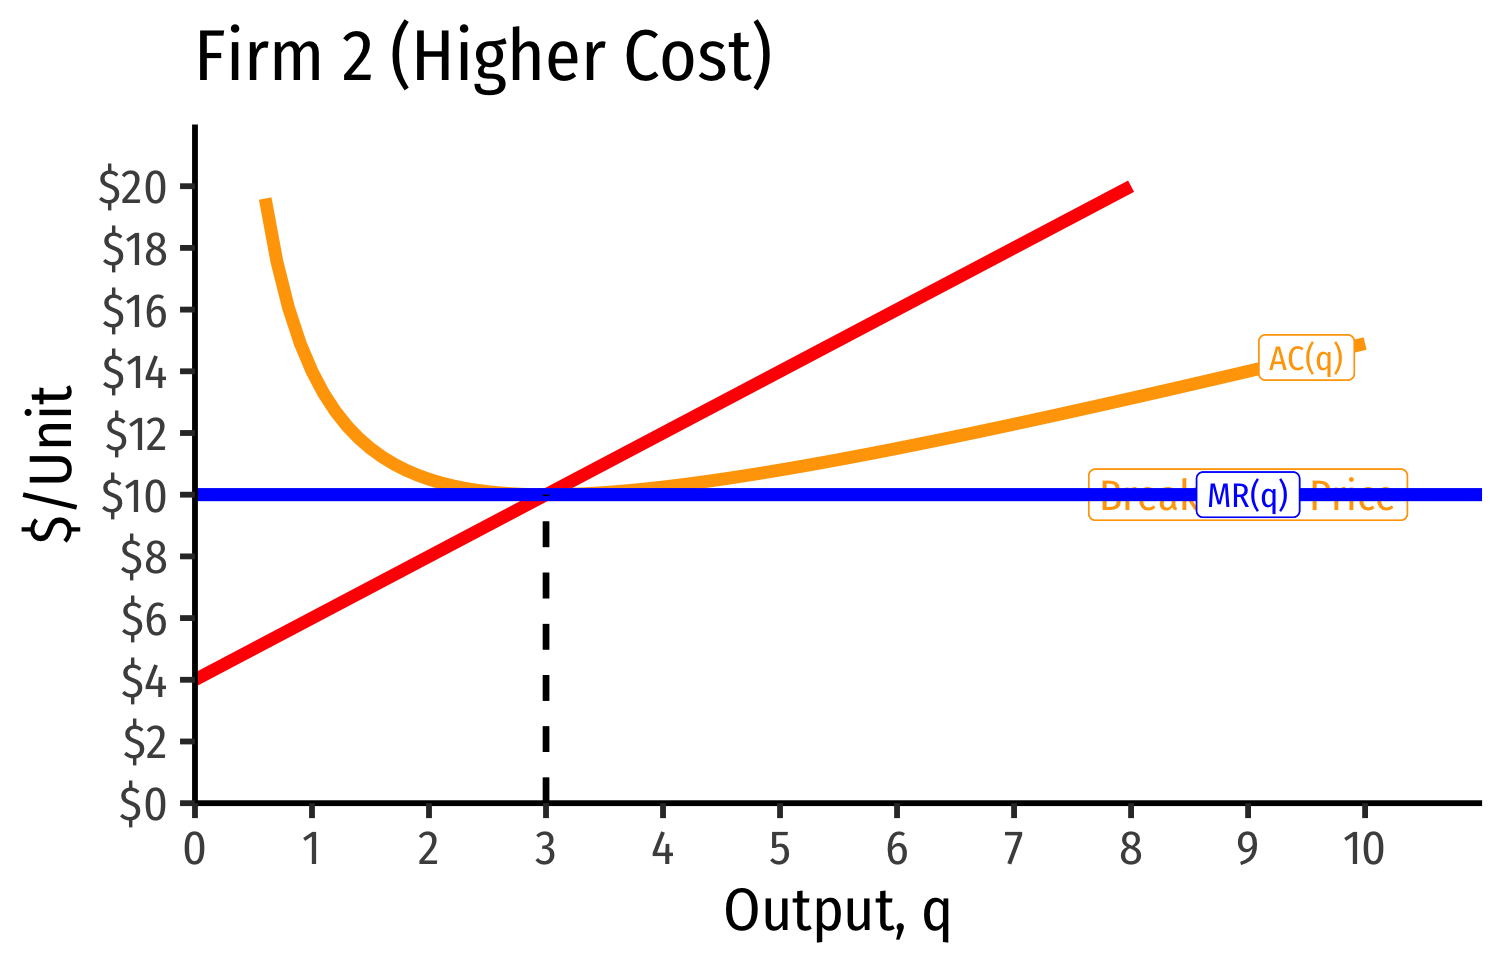 Firm 2 (Higher Cost)
$/Unit
$20
$18
$16
$14
$12
$10
$8
$6
$4
$2
$0
AC(q)
MR(q)
Price
0 1 2 3 4 5 6 7 8 9 10
Output, q